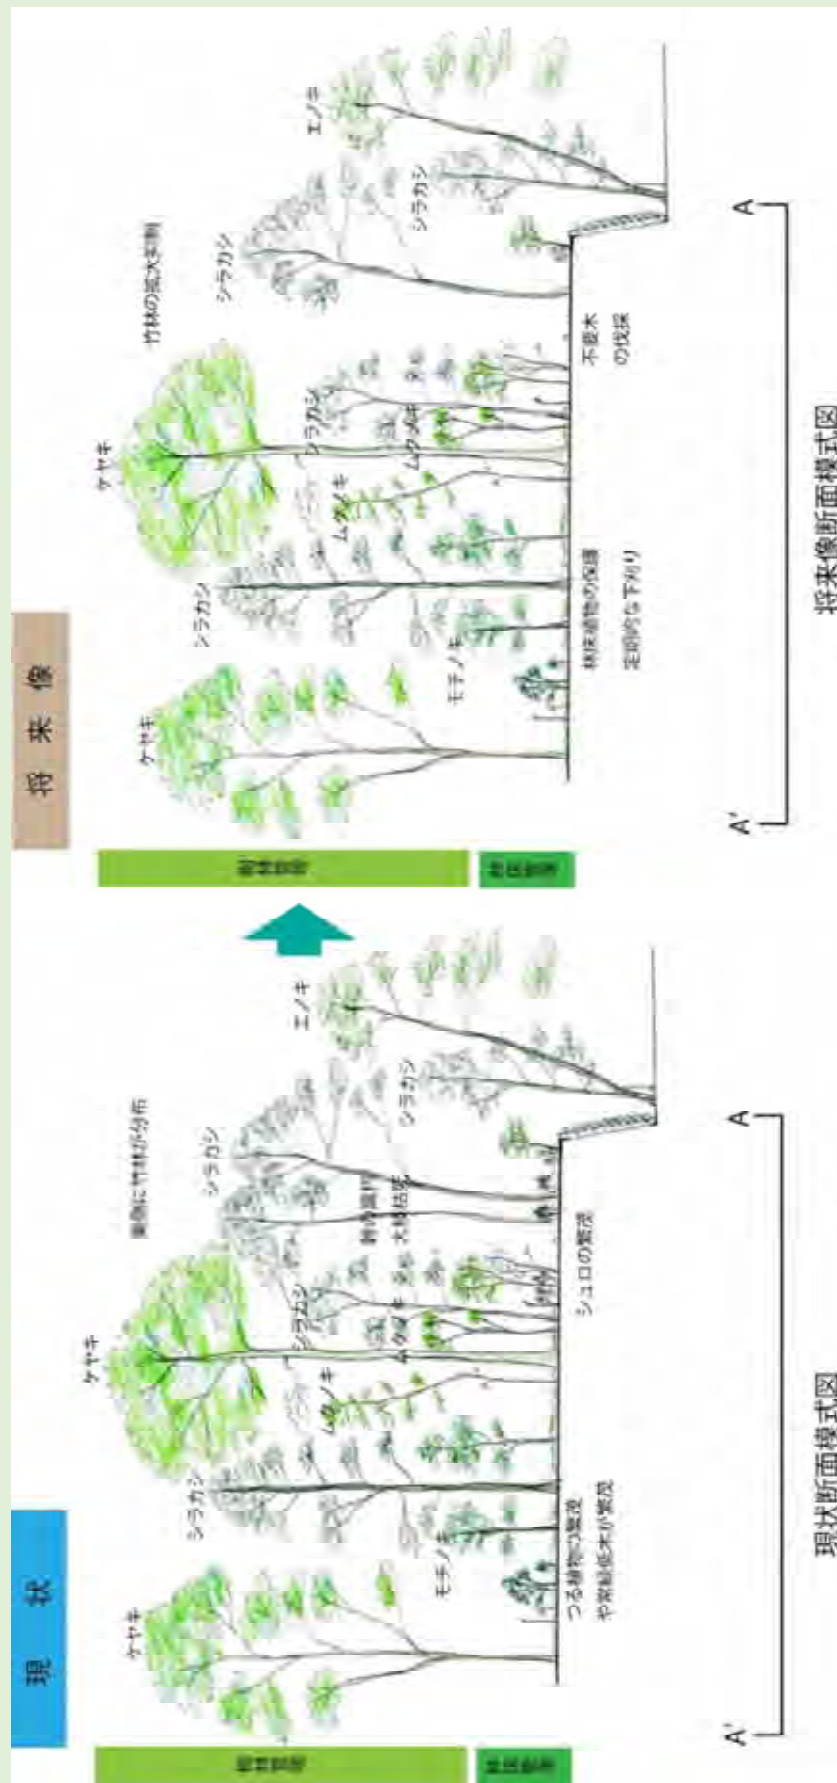 現状
ケヤキ
シラカシ
ケヤキ
東側に竹林が分布
シラカシ
エノキ
モチノキ
ムクノキ
シラカシ
シラカシ
つる植物の繁茂
や常緑低木が繁茂
シュロの繁茂
A'
A
現状断面模式図
将来像
ケヤキ
シラカシ
ケヤキ
竹林の拡大抑制
シラカシ
エノキ
モチノキ
ムクノキ
シラカシ
シラカシ
林床植物の保護
定期的な下刈り
不要木
の伐採
A'
A
将来像断面模式図